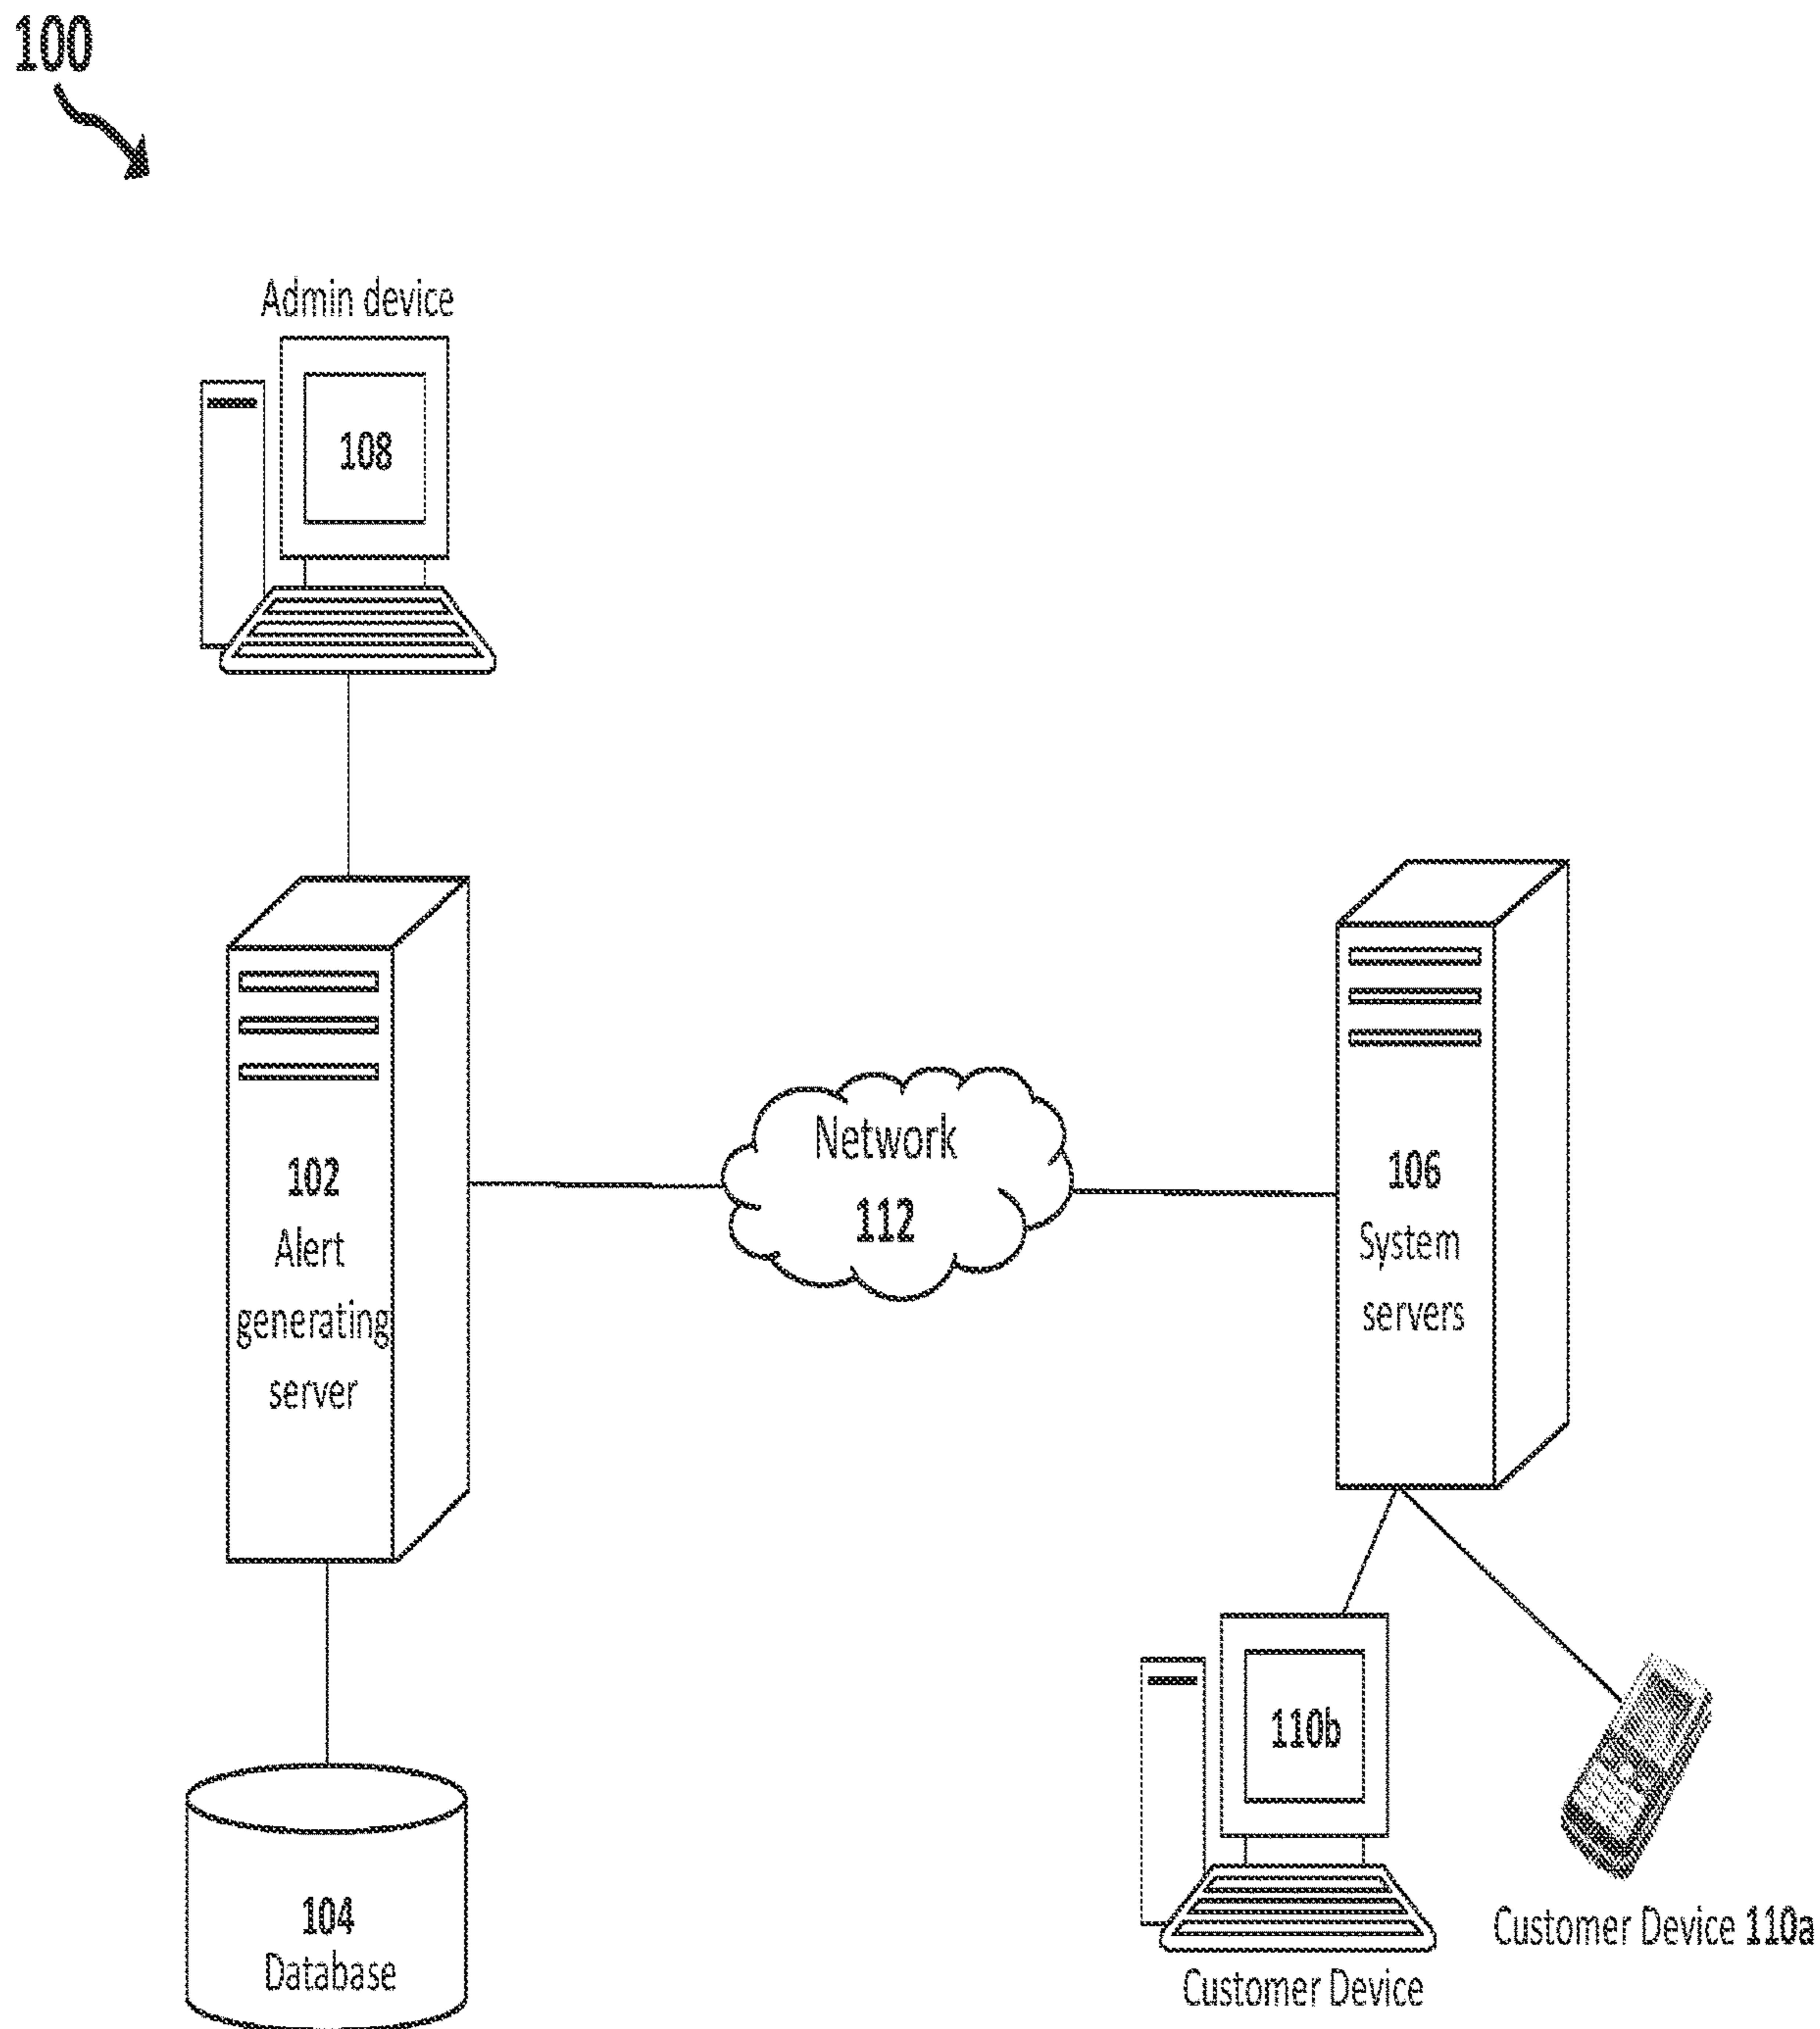 100
Admin device
108
102
Alert
generating
server
Network
112
106
System
servers
110b
Customer Device 110a
Customer Device
104
Database